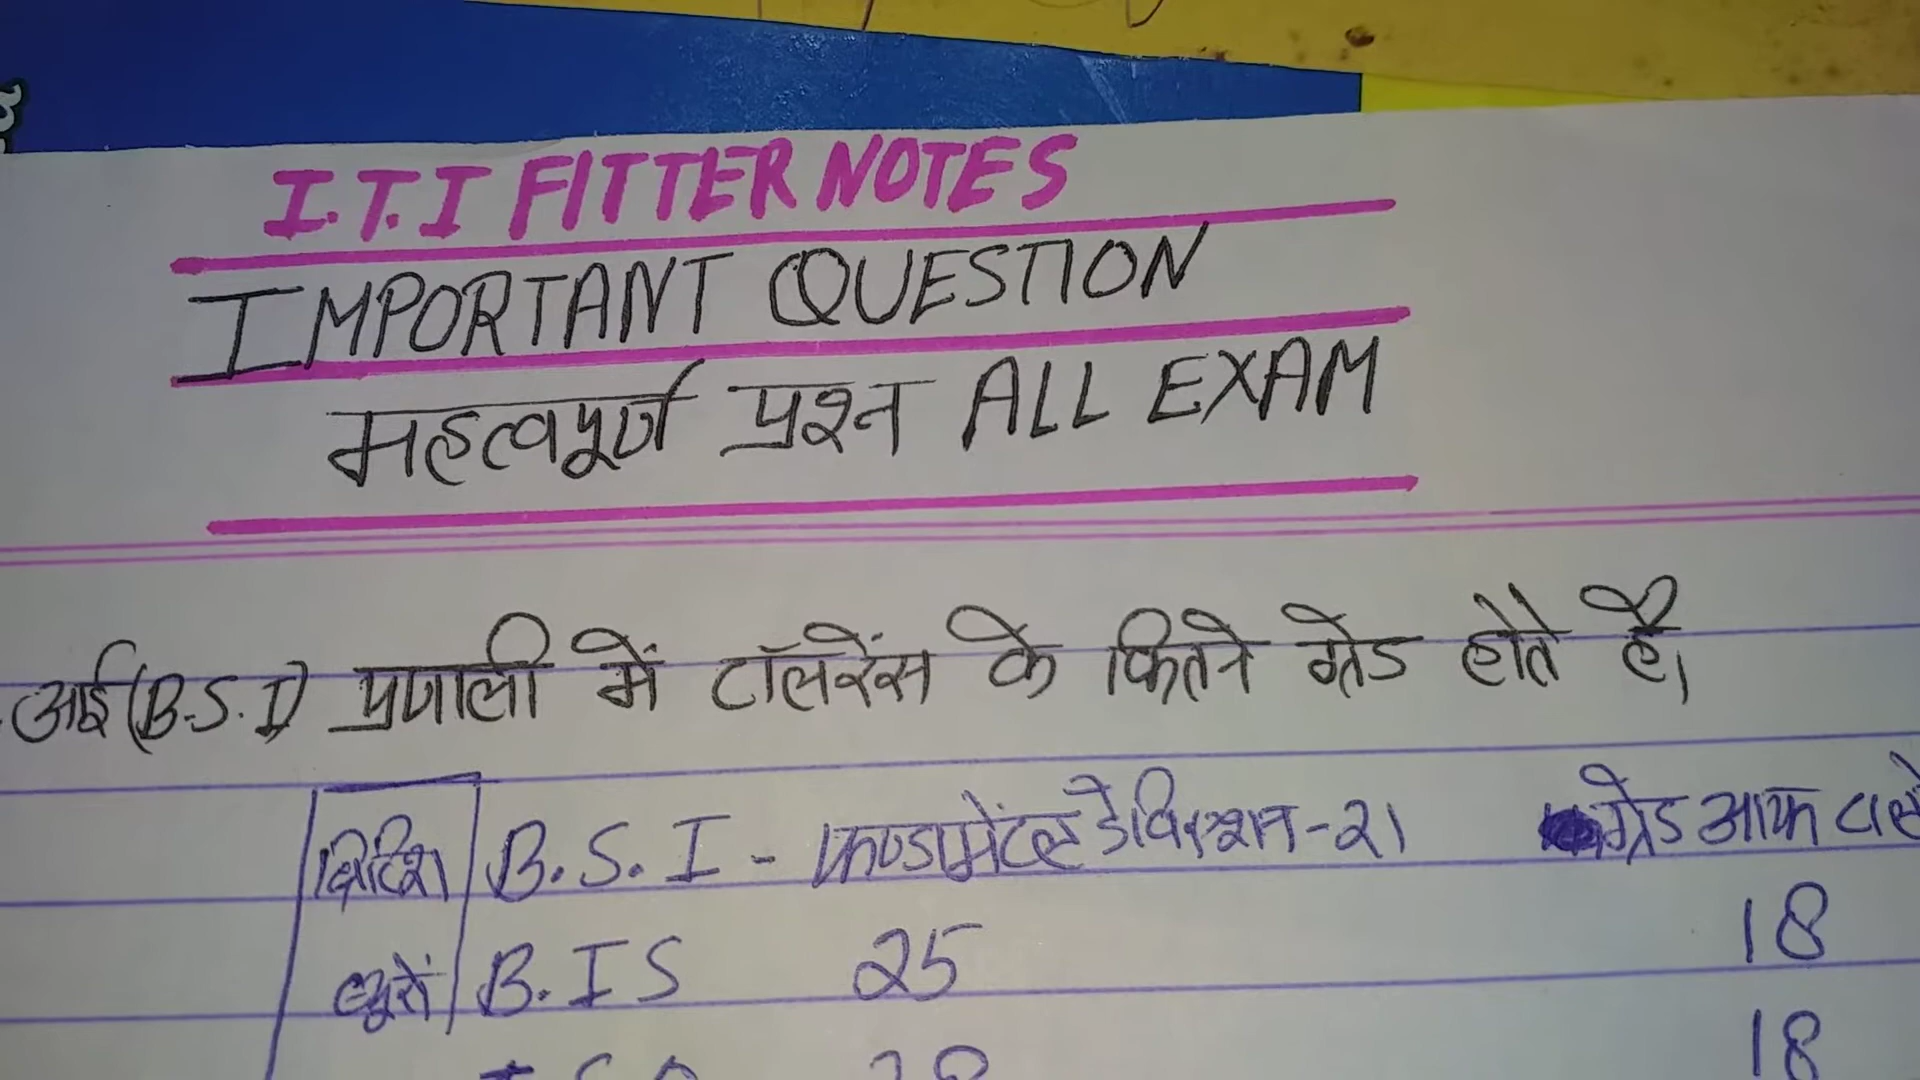 I.T.I FITTER NOTES
IMPORTANT QUESTION
महत्वपूर्ण प्रश्न ALL EXAM
आई (B.S.I) प्रणाली में टॉलरेंस के कितने ग्रेड होते है।
ब्रिटिश B.S.I - फण्डामेंटल डेविएशन-21 ग्रेड आफ टाले
18
ब्यूरों B.I S 25
18